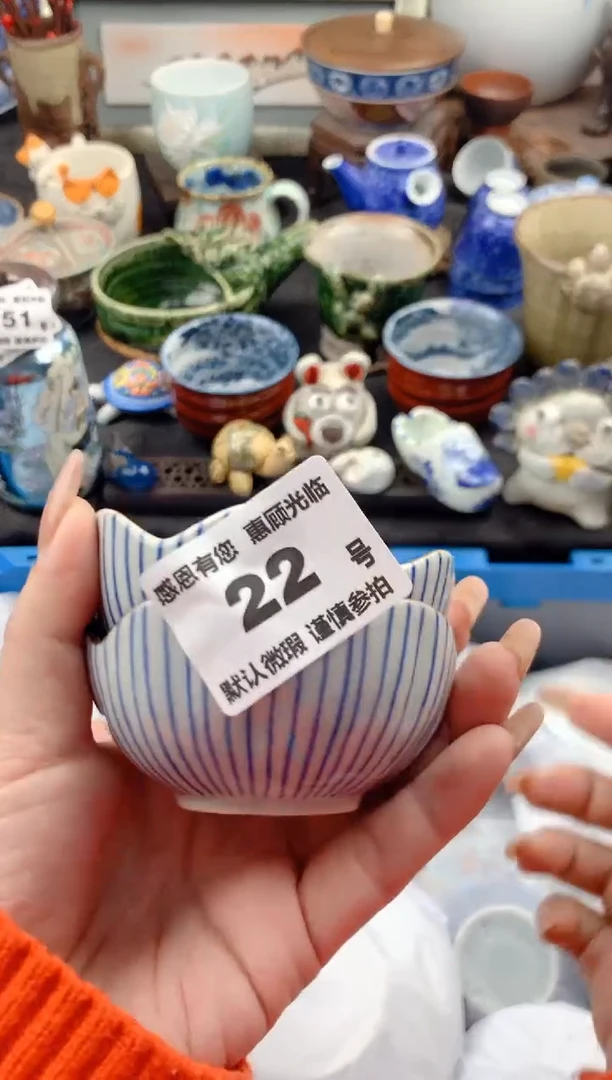 感恩有您 惠顾光临
22 号
默认微瑕 谨慎参拍
51